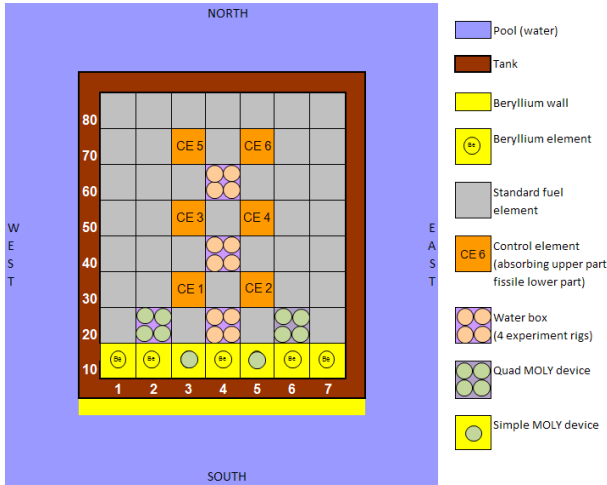 NORTH
Pool (water)
Tank
Beryllium wall
80
Be
Beryllium element
CE 5
CE 6
70
60
Standard fuel
element
W
E
S
T
CE 3
CE 4
50
E
A
S
T
CE 6
Control element
(absorbing upper part
fissile lower part)
40
CE 1
CE 2
30
Water box
(4 experiment rigs)
20
Quad MOLY device
Be
Be
Be
Be
Be
10
1
2
3
4
5
6
7
Simple MOLY device
SOUTH